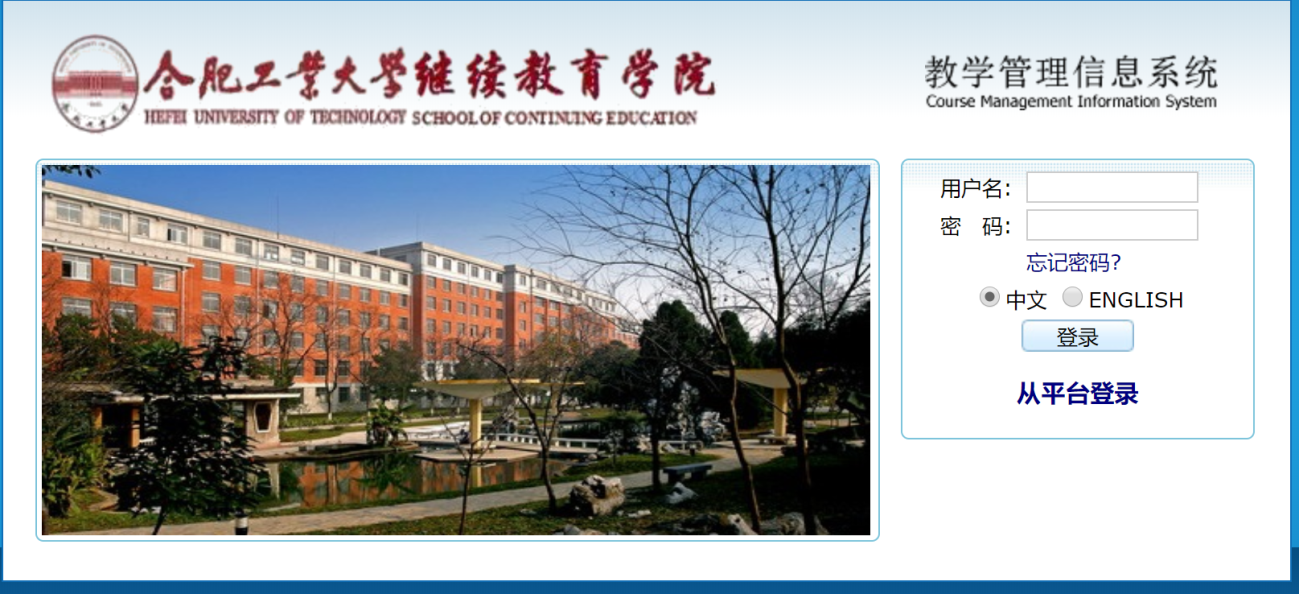 合肥工业大学继续教育学院
HEFEI UNIVERSITY OF TECHNOLOGY SCHOOL OF CONTINUING EDUCATION
教学管理信息系统
Course Management Information System
用户名：
密 码：
忘记密码？
中文 ENGLISH
登录
从平台登录